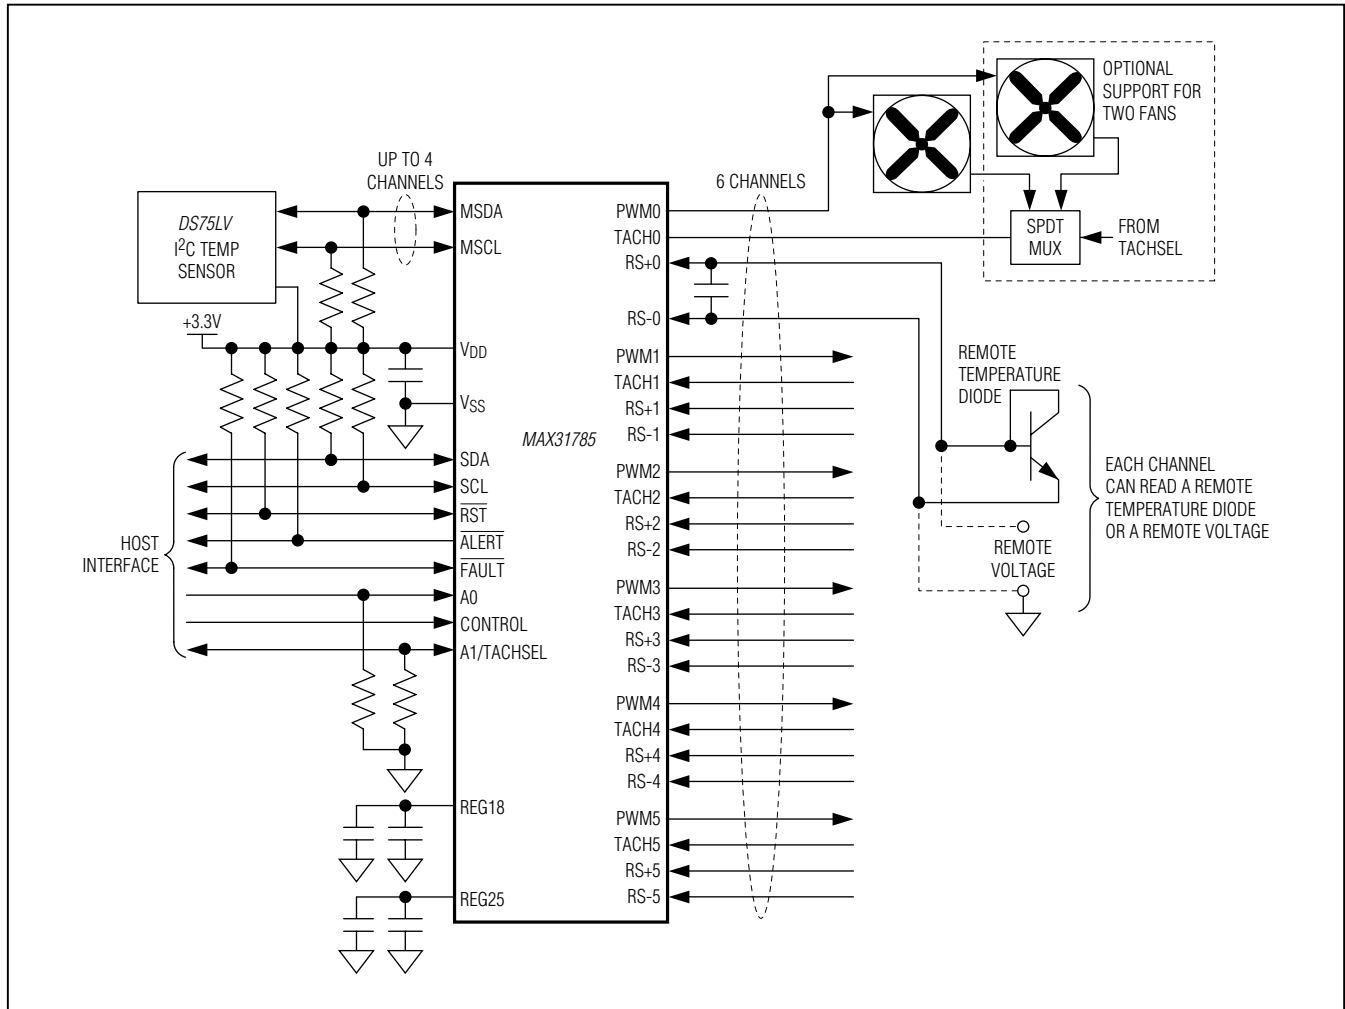 OPTIONAL
SUPPORT FOR
TWO FANS
UP TO 4
CHANNELS
6 CHANNELS
DS75LV
I2C TEMP
SENSOR
MSDA
MSCL
PWM0
TACH0
RS+0
RS-0
SPDT
MUX
FROM
TACHSEL
+3.3V
VDD
VSS
MAX31785
PWM1
TACH1
RS+1
RS-1
REMOTE
TEMPERATURE
DIODE
HOST
INTERFACE
SDA
SCL
RST
ALERT
FAULT
A0
CONTROL
A1/TACHSEL
PWM2
TACH2
RS+2
RS-2
EACH CHANNEL
CAN READ A REMOTE
TEMPERATURE DIODE
OR A REMOTE VOLTAGE
REMOTE
VOLTAGE
PWM3
TACH3
RS+3
RS-3
PWM4
TACH4
RS+4
RS-4
REG18
REG25
PWM5
TACH5
RS+5
RS-5